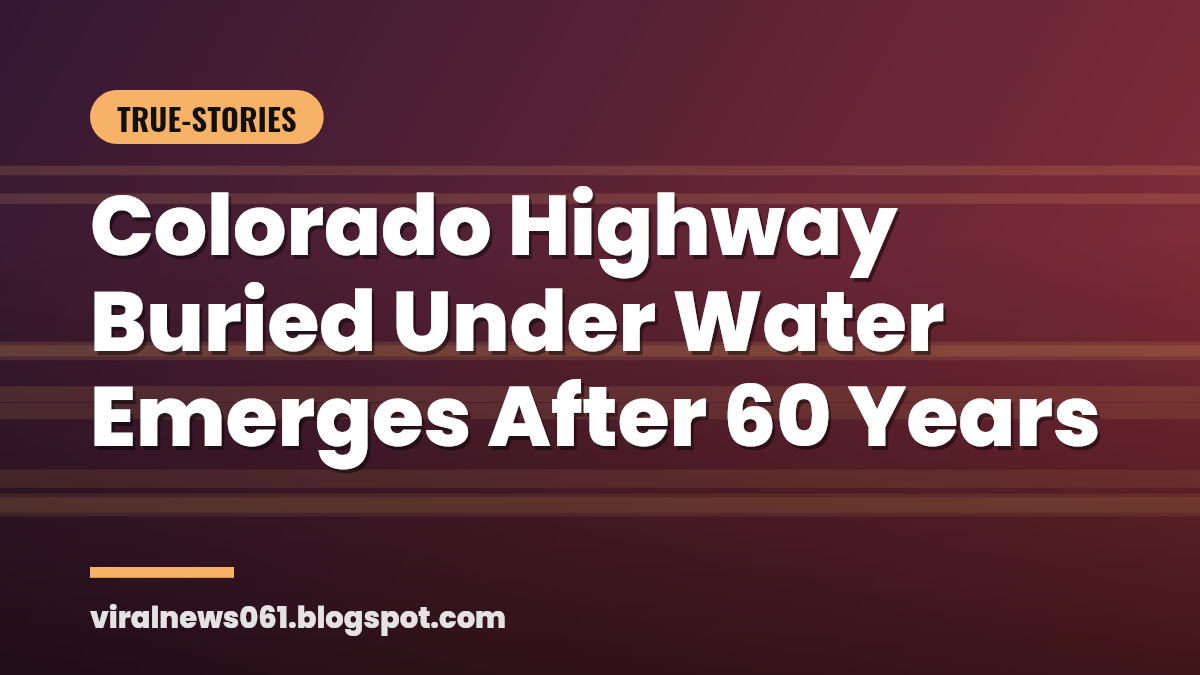 TRUE-STORIES
Colorado Highway
Buried Under Water
Emerges After 60 Years
viralnews061.blogspot.com